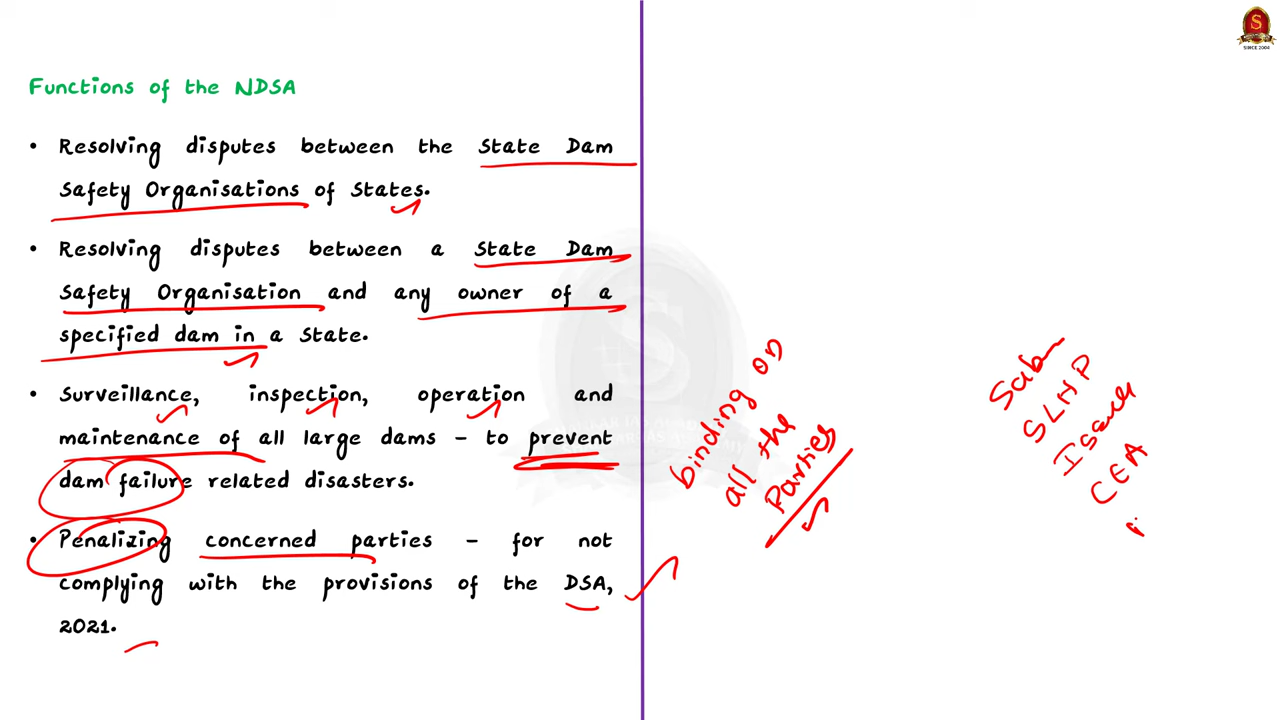 S
SINCE 2004
Functions of the NDSA
• Resolving disputes between the State Dam
Safety Organisations of States.
• Resolving disputes between a State Dam
Safety Organisation and any owner of a
specified dam in a State.
• Surveillance, inspection, operation and
maintenance of all large dams – to prevent
dam failure related disasters.
• Penalizing concerned parties – for not
complying with the provisions of the DSA,
2021.
binding on
all the
Parties
SLHP
CEA